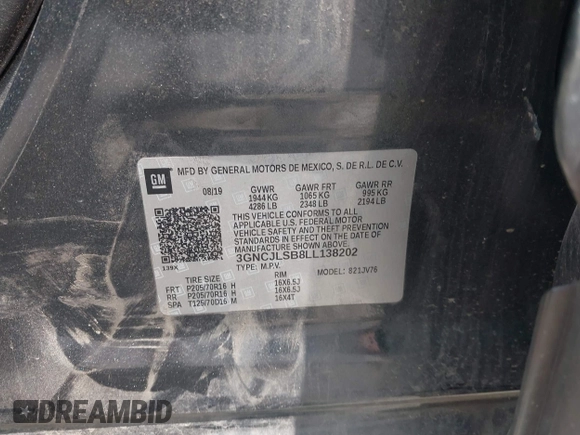 GM
MFD BY GENERAL MOTORS DE MEXICO, S. DE R.L. DE C.V.
08/19 GVWR GAWR FRT GAWR RR
1944 KG 1065 KG 995 KG
4286 LB 2348 LB 2194 LB
THIS VEHICLE CONFORMS TO ALL
APPLICABLE U.S. FEDERAL MOTOR
VEHICLE SAFETY AND THEFT PREVENTION
STANDARDS IN EFFECT ON THE DATE OF
MANUFACTURE SHOWN ABOVE.
3GNCJLSB8LL138202
TYPE: M.P.V. MODEL: 821JV76
139X
TIRE SIZE RIM
FRT P205/70R16 H 16X6.5J
RR P205/70R16 H 16X6.5J
SPA T125/70D16 M 16X4T
DREAMBID